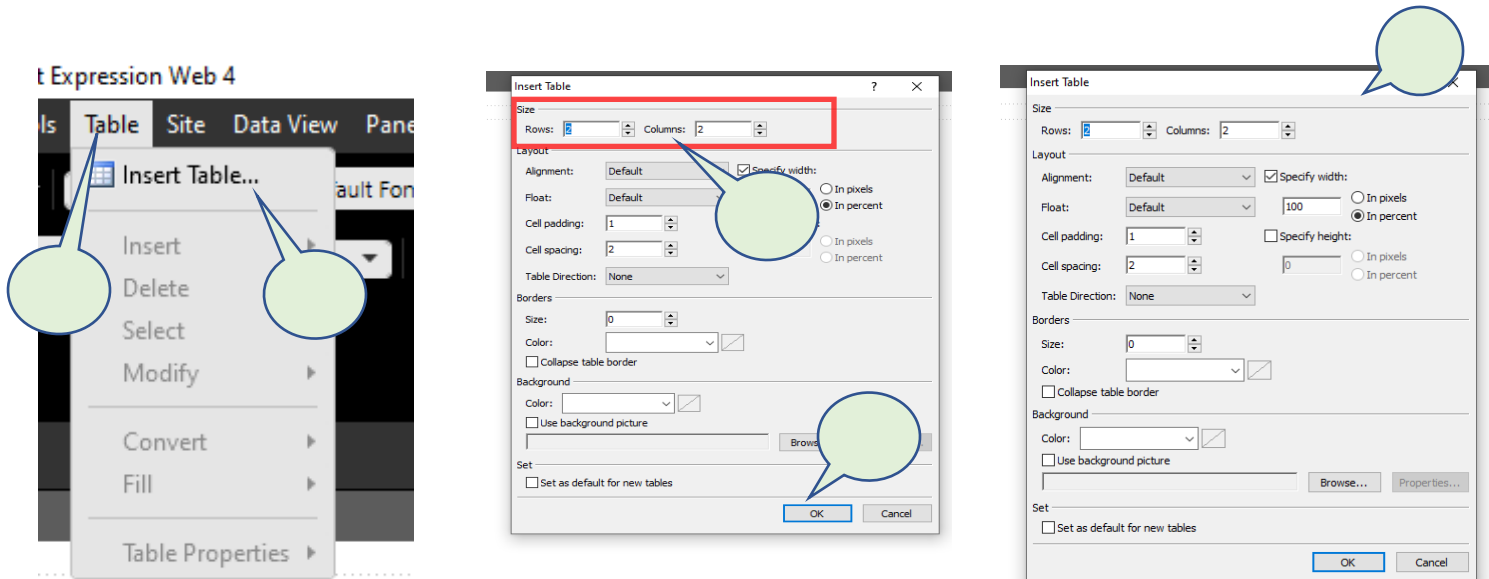 t Expression Web 4
ls Table Site Data View Pane
Insert Table...
ault Fon
Insert
Delete
Select
Modify
Convert
Fill
Table Properties
Insert Table ?
Size
Rows: 2 Columns: 2
Layout
Alignment: Default Specify width:
Float: Default In pixels
In percent
Cell padding: 1
Cell spacing: 2 In pixels
In percent
Table Direction: None
Borders
Size: 0
Color:
Collapse table border
Background
Color:
Use background picture
Brows
Set
Set as default for new tables
OK Cancel
Insert Table
Size
Rows: 2 Columns: 2
Layout
Alignment: Default Specify width:
Float: Default 100 In pixels
In percent
Cell padding: 1 Specify height:
Cell spacing: 2 0 In pixels
In percent
Table Direction: None
Borders
Size: 0
Color:
Collapse table border
Background
Color:
Use background picture
Browse... Properties...
Set
Set as default for new tables
OK Cancel